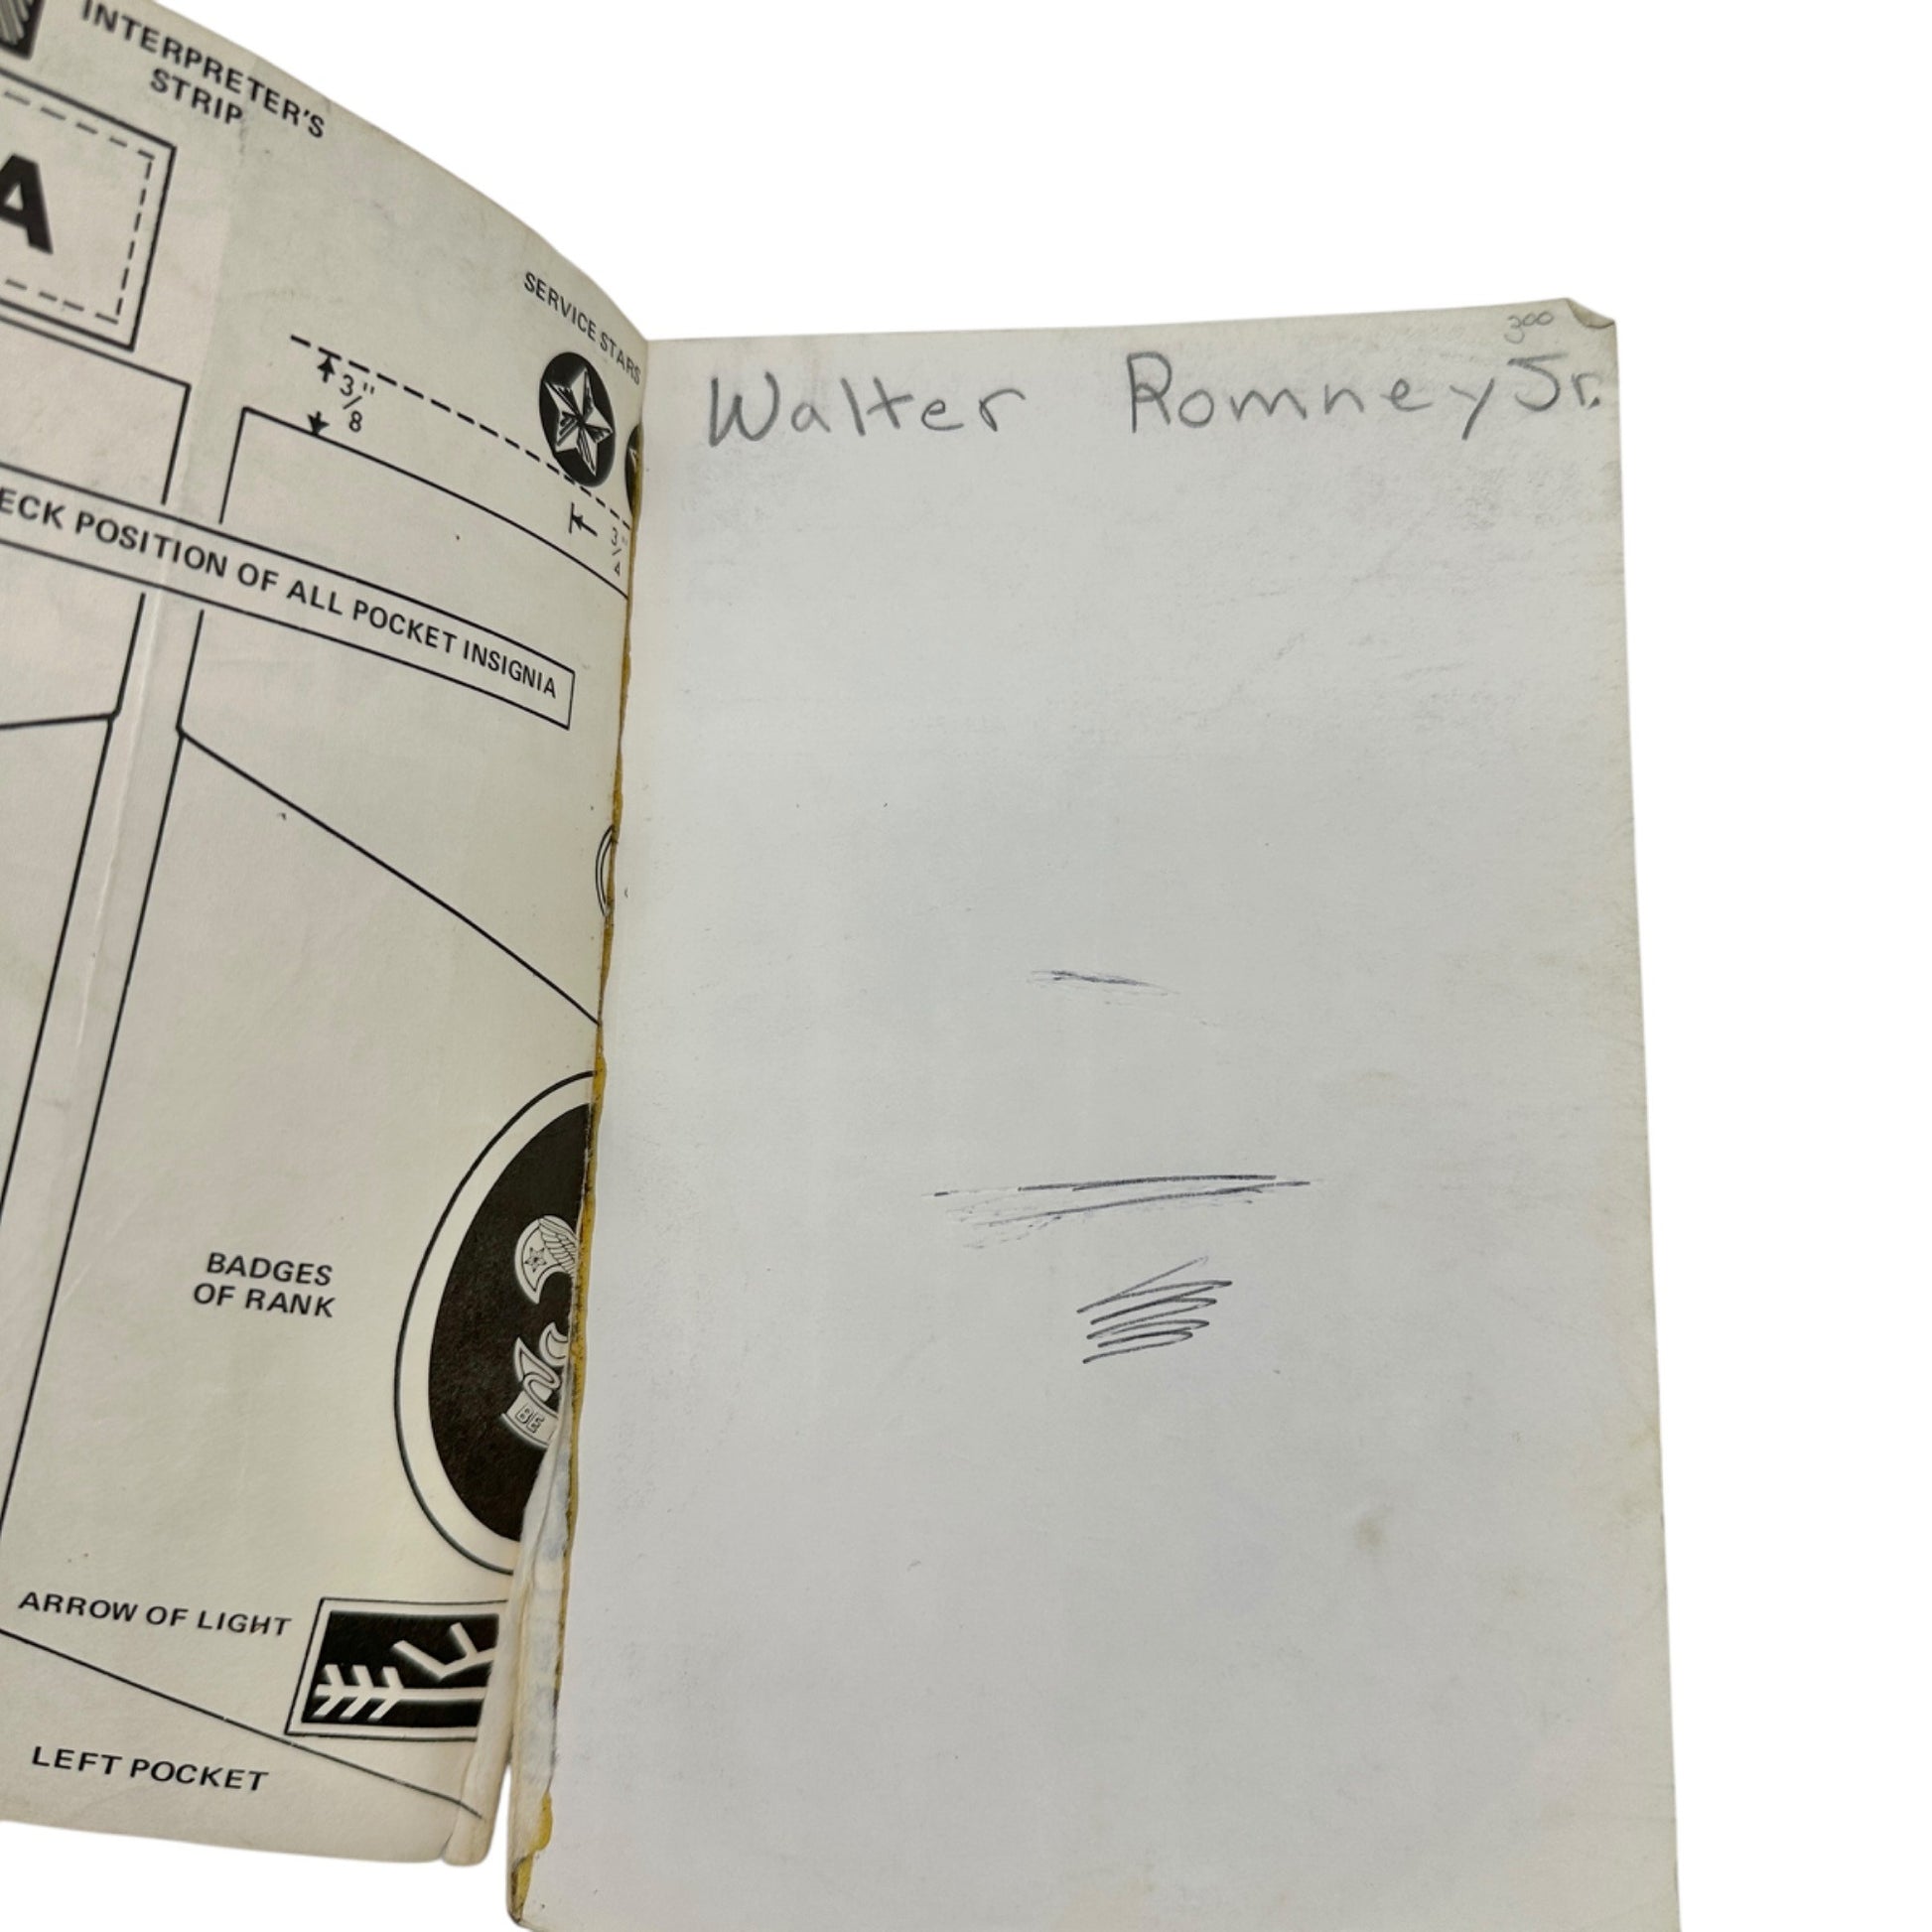 INTERPRETER'S
STRIP
A
SERVICE STARS
3/8"
3/4"
ECK POSITION OF ALL POCKET INSIGNIA
BADGES
OF RANK
BE
ARROW OF LIGHT
LEFT POCKET
300
Walter Romney Jr.